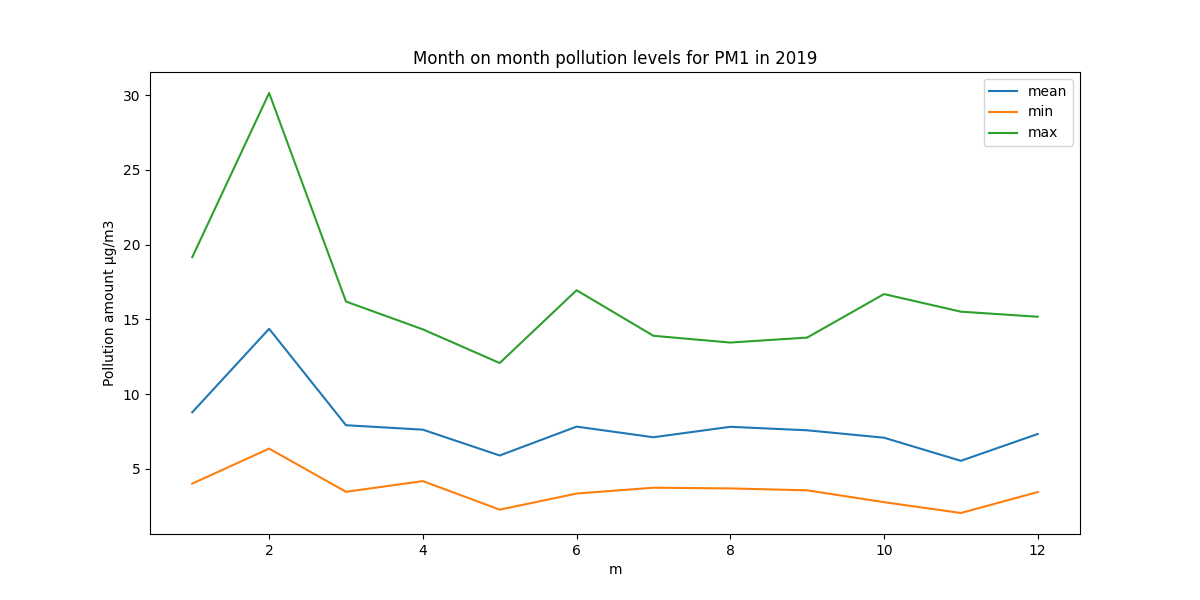 Month on month pollution levels for PM1 in 2019
mean
min
max
30
25
20
15
10
5
Pollution amount µg/m3
2 4 6 8 10 12
m